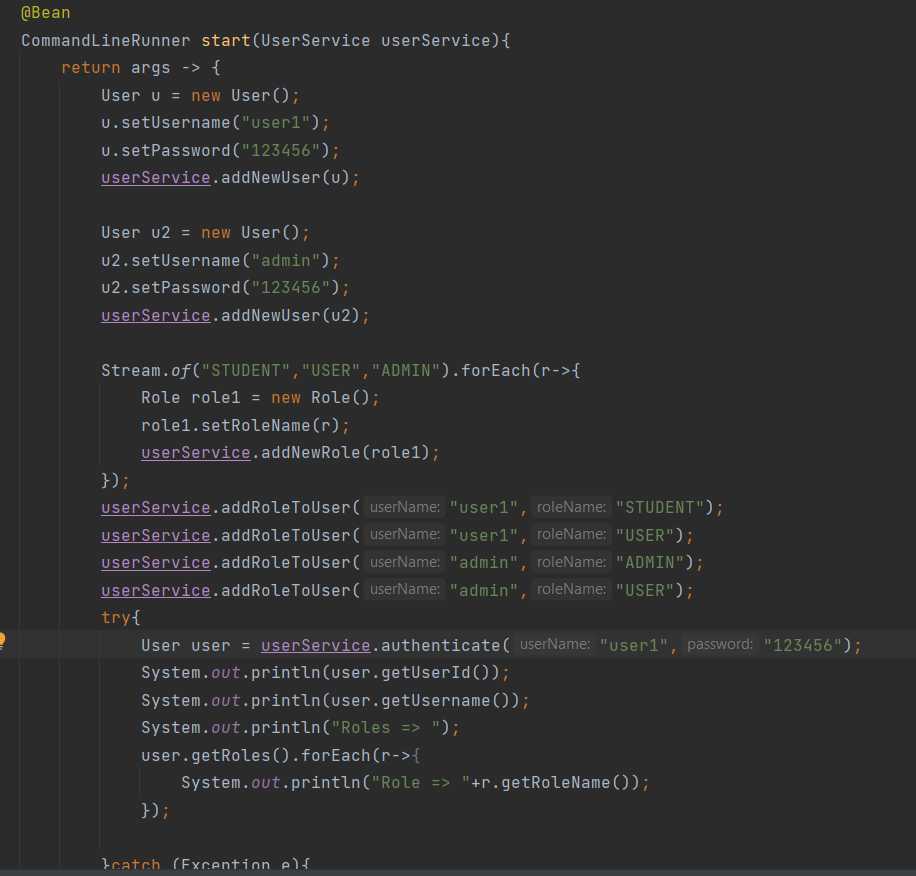 @Bean
CommandLineRunner start(UserService userService){
return args -> {
User u = new User();
u.setUsername("user1");
u.setPassword("123456");
userService.addNewUser(u);
User u2 = new User();
u2.setUsername("admin");
u2.setPassword("123456");
userService.addNewUser(u2);
Stream.of("STUDENT","USER","ADMIN").forEach(r->{
Role role1 = new Role();
role1.setRoleName(r);
userService.addNewRole(role1);
});
userService.addRoleToUser( userName: "user1", roleName: "STUDENT");
userService.addRoleToUser( userName: "user1", roleName: "USER");
userService.addRoleToUser( userName: "admin", roleName: "ADMIN");
userService.addRoleToUser( userName: "admin", roleName: "USER");
try{
User user = userService.authenticate( userName: "user1", password: "123456");
System.out.println(user.getUserId());
System.out.println(user.getUsername());
System.out.println("Roles => ");
user.getRoles().forEach(r->{
System.out.println("Role => "+r.getRoleName());
});
}catch (Exception e){